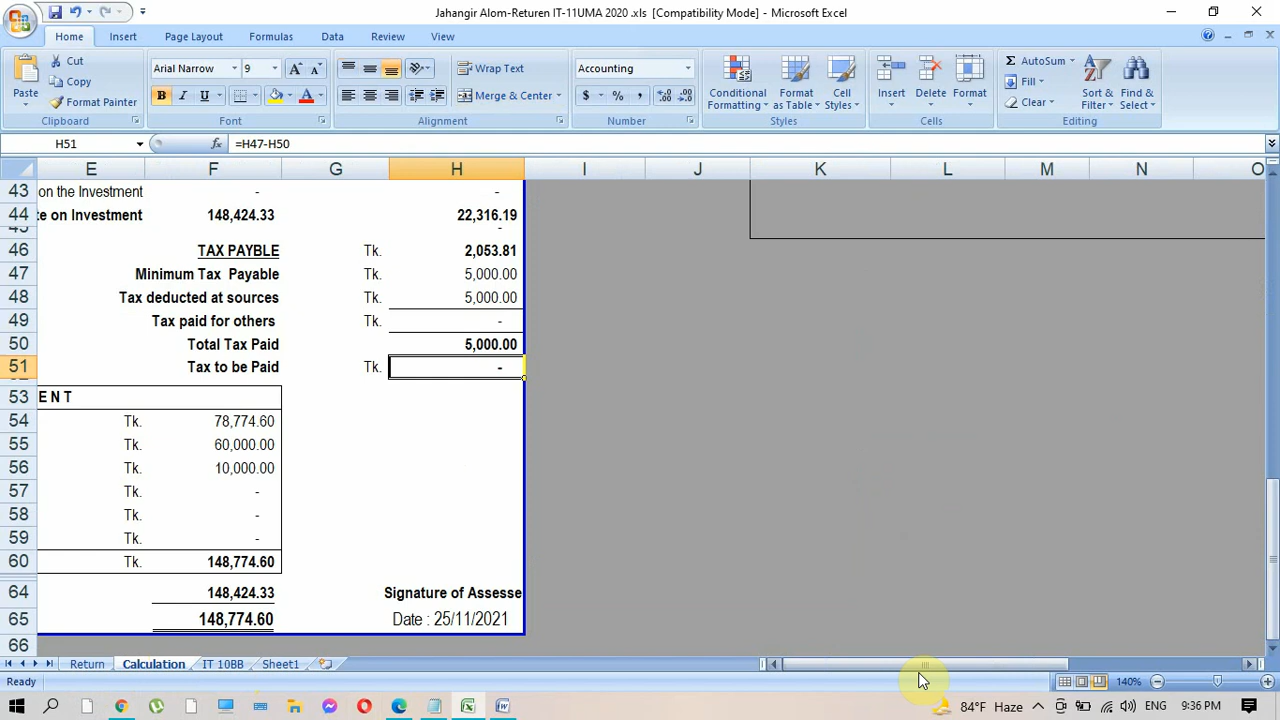 Jahangir Alom-Returen IT-11UMA 2020 .xls [Compatibility Mode] - Microsoft Excel
Home Insert Page Layout Formulas Data Review View
Paste Cut Copy Format Painter Clipboard
Arial Narrow 9 B I U A Font
Wrap Text Merge & Center Alignment
Accounting $ % , Number
Conditional Formatting Format as Table Cell Styles Styles
Insert Delete Format Cells
Σ AutoSum Fill Clear Sort & Filter Find & Select Editing
H51 fx =H47-H50
E F G H I J K L M N O
43 on the Investment - -
44 te on Investment 148,424.33 22,316.19
45 -
46 TAX PAYBLE Tk. 2,053.81
47 Minimum Tax Payable Tk. 5,000.00
48 Tax deducted at sources Tk. 5,000.00
49 Tax paid for others Tk. -
50 Total Tax Paid 5,000.00
51 Tax to be Paid Tk. -
53 E N T
54 Tk. 78,774.60
55 Tk. 60,000.00
56 Tk. 10,000.00
57 Tk. -
58 Tk. -
59 Tk. -
60 Tk. 148,774.60
64 148,424.33 Signature of Assesse
65 148,774.60 Date : 25/11/2021
66
Return Calculation IT 10BB Sheet1
Ready 140%
84°F Haze ENG 9:36 PM